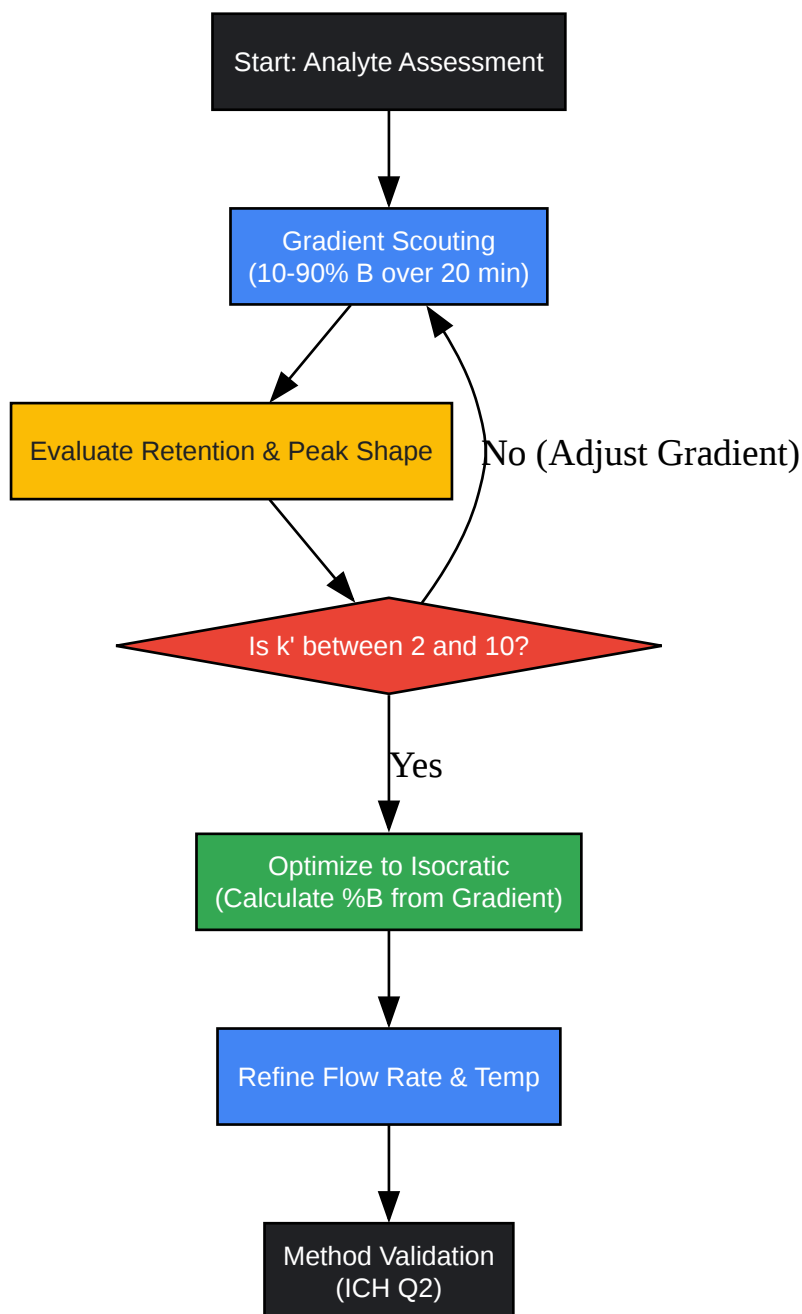 Start: Analyte Assessment
Gradient Scouting
(10-90% B over 20 min)
Evaluate Retention & Peak Shape
No (Adjust Gradient)
Is k' between 2 and 10?
Yes
Optimize to Isocratic
(Calculate %B from Gradient)
Refine Flow Rate & Temp
Method Validation
(ICH Q2)